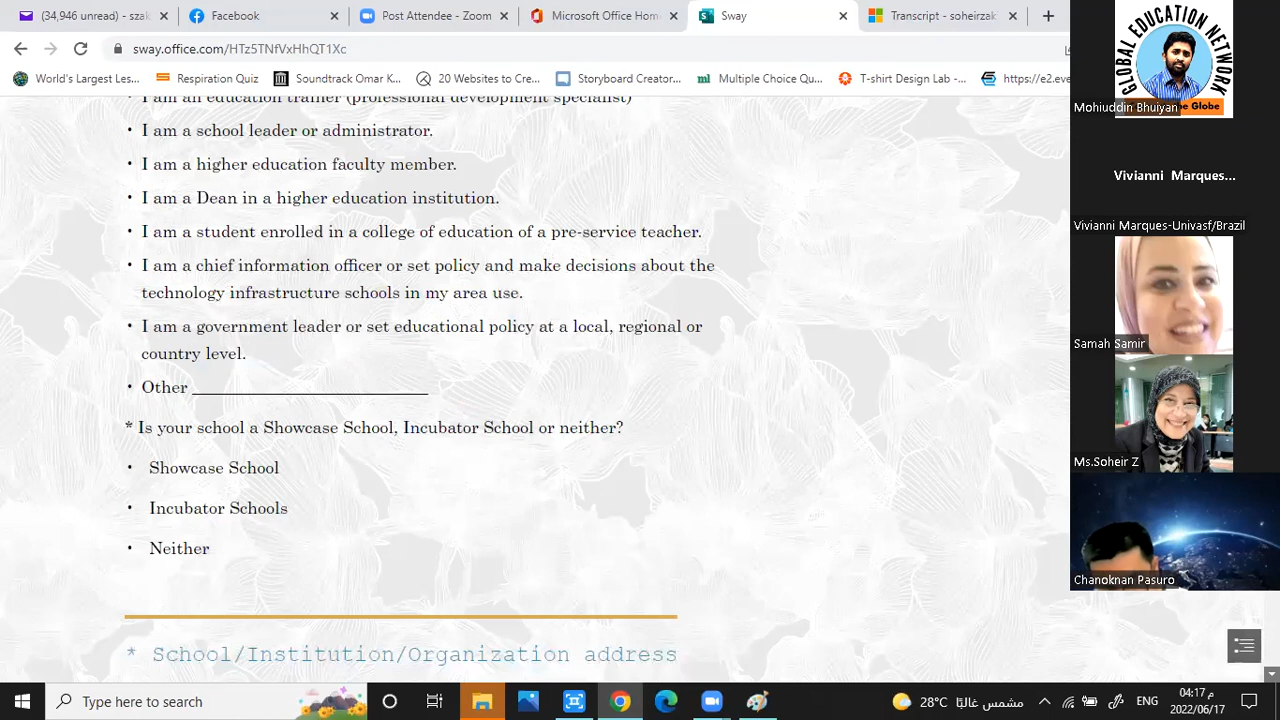 (34,946 unread) - szak
Facebook
Post Attendee - Zoom
Microsoft Office Hom
Sway
Transcript - soheirzak
sway.office.com/HTz5TNfVxHhQT1Xc
World's Largest Les...
Respiration Quiz
Soundtrack Omar K...
20 Websites to Cre...
Storyboard Creator...
Multiple Choice Qu...
T-shirt Design Lab -...
https://e2.eve
I am an education trainer (professional development specialist)
• I am a school leader or administrator.
• I am a higher education faculty member.
• I am a Dean in a higher education institution.
• I am a student enrolled in a college of education of a pre-service teacher.
• I am a chief information officer or set policy and make decisions about the
technology infrastructure schools in my area use.
• I am a government leader or set educational policy at a local, regional or
country level.
• Other
* Is your school a Showcase School, Incubator School or neither?
• Showcase School
• Incubator Schools
• Neither
* School/Institution/Organization address
GLOBAL EDUCATION NETWORK
Globe
Mohiuddin Bhuiyan
Vivianni Marques...
Vivianni Marques-Univasf/Brazil
Samah Samir
Ms.Soheir Z
Chanoknan Pasuro
Type here to search
28°C مشمس غالبًا
ENG
04:17 م
2022/06/17